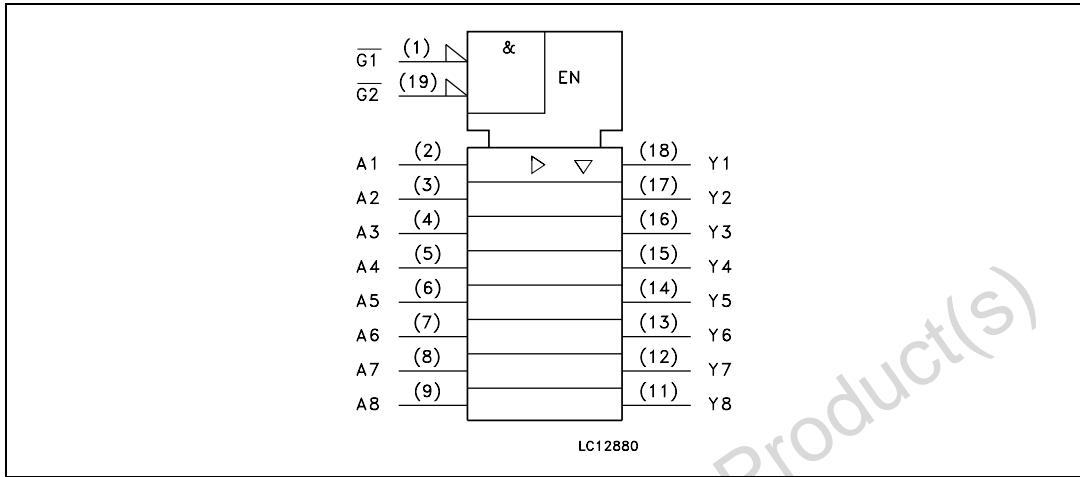 G1 (1) & EN
G2 (19)
A1 (2) (18) Y1
A2 (3) (17) Y2
A3 (4) (16) Y3
A4 (5) (15) Y4
A5 (6) (14) Y5
A6 (7) (13) Y6
A7 (8) (12) Y7
A8 (9) (11) Y8
LC12880
Product(s)